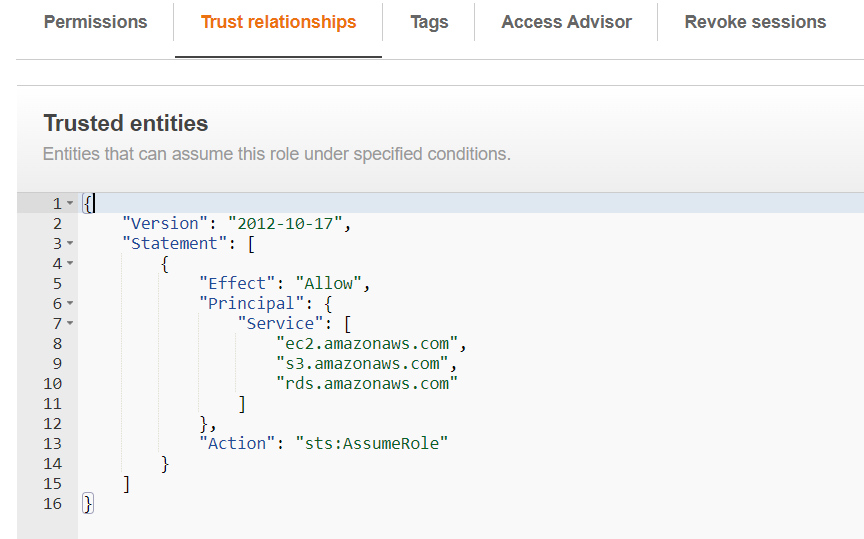 Permissions Trust relationships Tags Access Advisor Revoke sessions
Trusted entities
Entities that can assume this role under specified conditions.
1 {
2 "Version": "2012-10-17",
3 "Statement": [
4 {
5 "Effect": "Allow",
6 "Principal": {
7 "Service": [
8 "ec2.amazonaws.com",
9 "s3.amazonaws.com",
10 "rds.amazonaws.com"
11 ]
12 },
13 "Action": "sts:AssumeRole"
14 }
15 ]
16 }